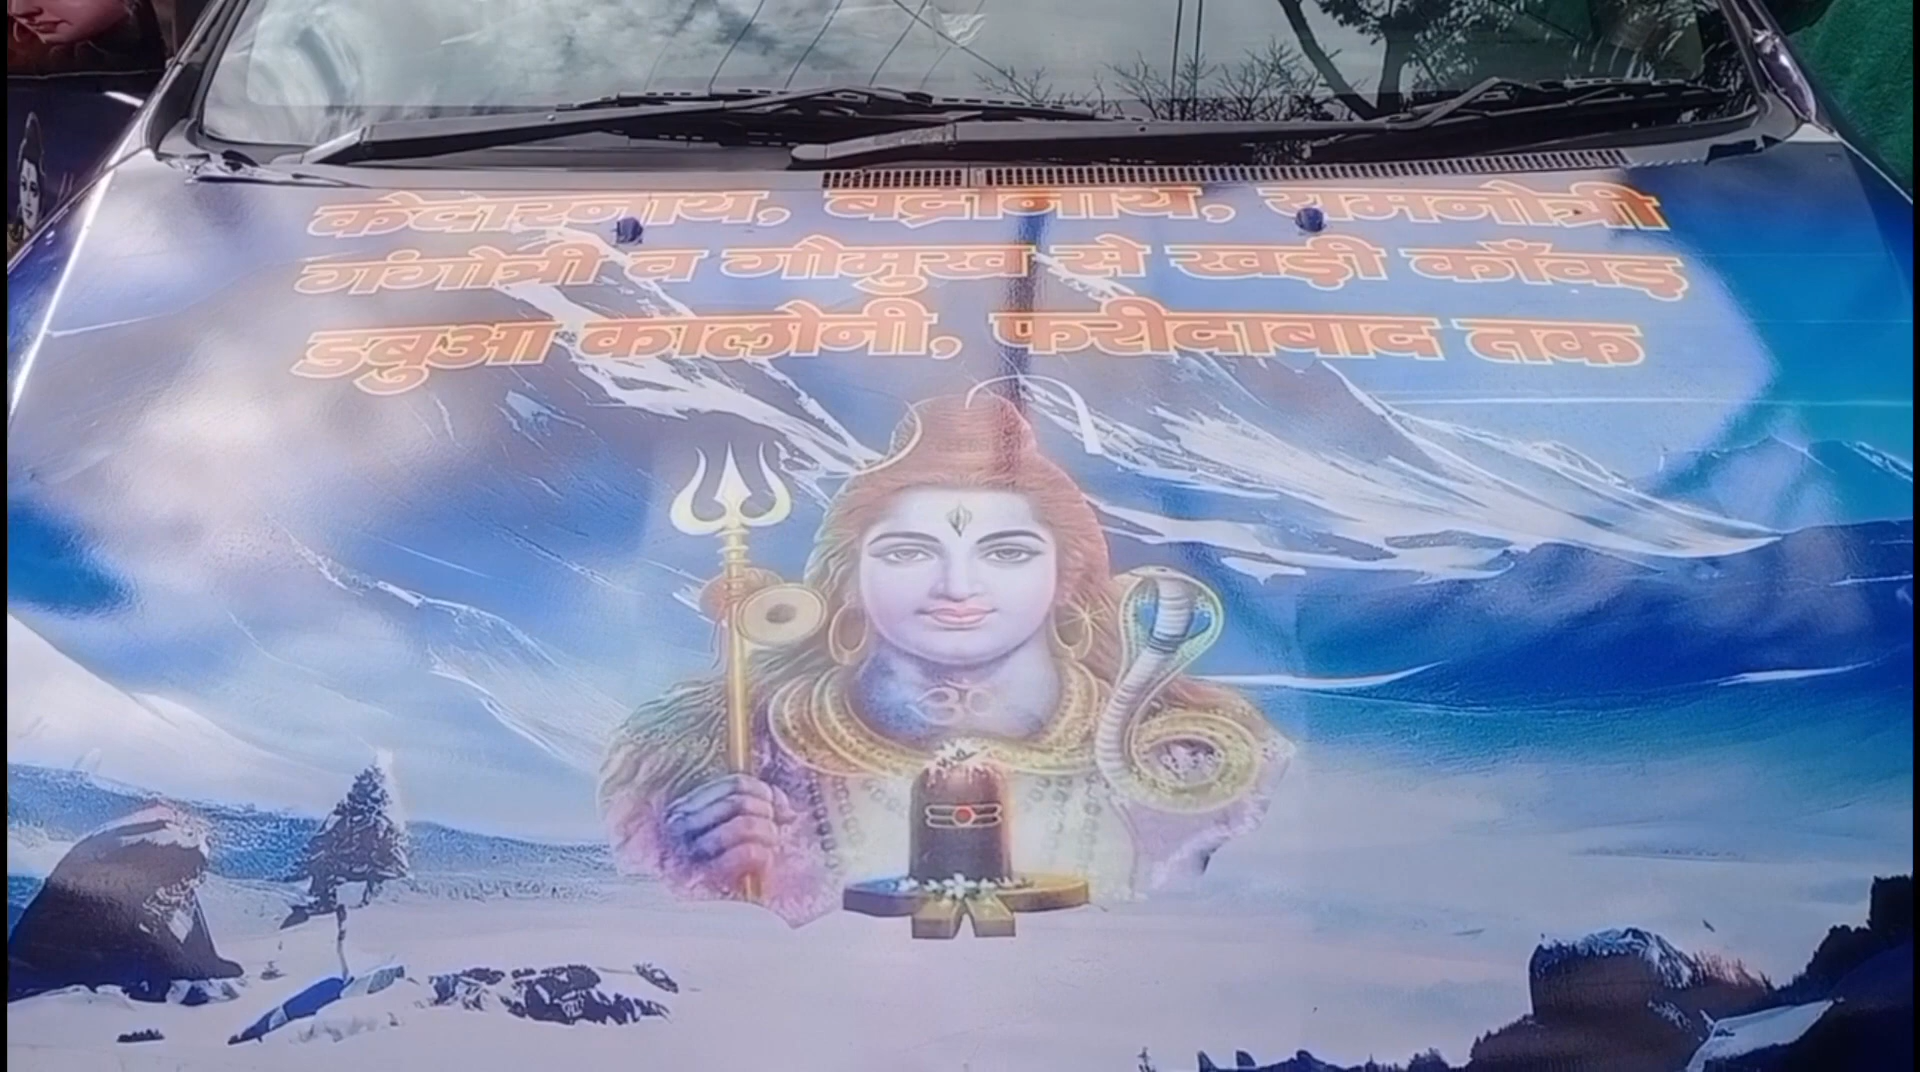 केदारनाथ, बद्रीनाथ, यमनोत्री
गंगोत्री व गौमुख से खड़ी काँवड़
डबुआ कालोनी, फरीदाबाद तक
ॐ